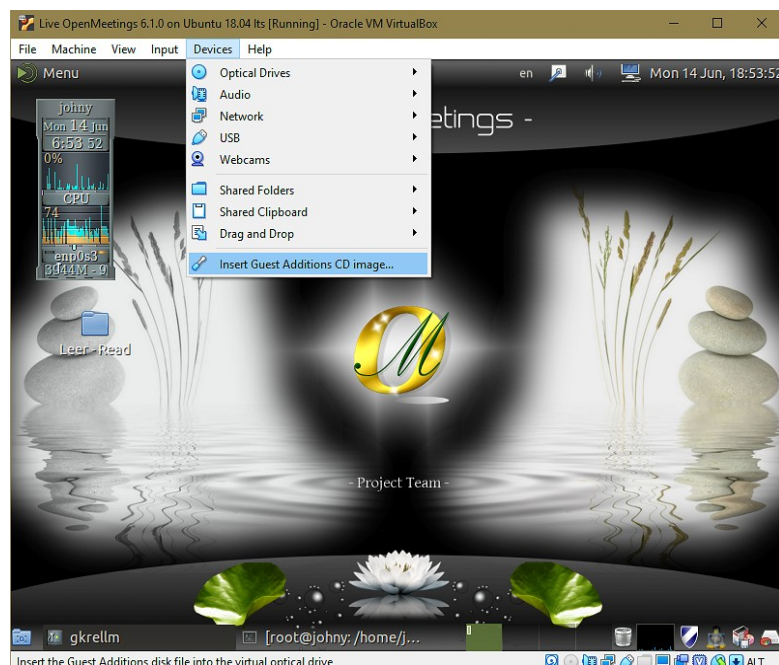 Live OpenMeetings 6.1.0 on Ubuntu 18.04 lts [Running] - Oracle VM VirtualBox
File Machine View Input Devices Help
Menu
en
Mon 14 Jun, 18:53:52
Optical Drives
Audio
Network
USB
Webcams
Shared Folders
Shared Clipboard
Drag and Drop
Insert Guest Additions CD image...
etings -
johny
Mon 14 Jun
6:53 52
0%
CPU
74
enp0s3
3944M - 9
Leer - Read
OM
- Project Team -
gkrellm
[root@johny: /home/j...
Insert the Guest Additions disk file into the virtual optical drive
ALT